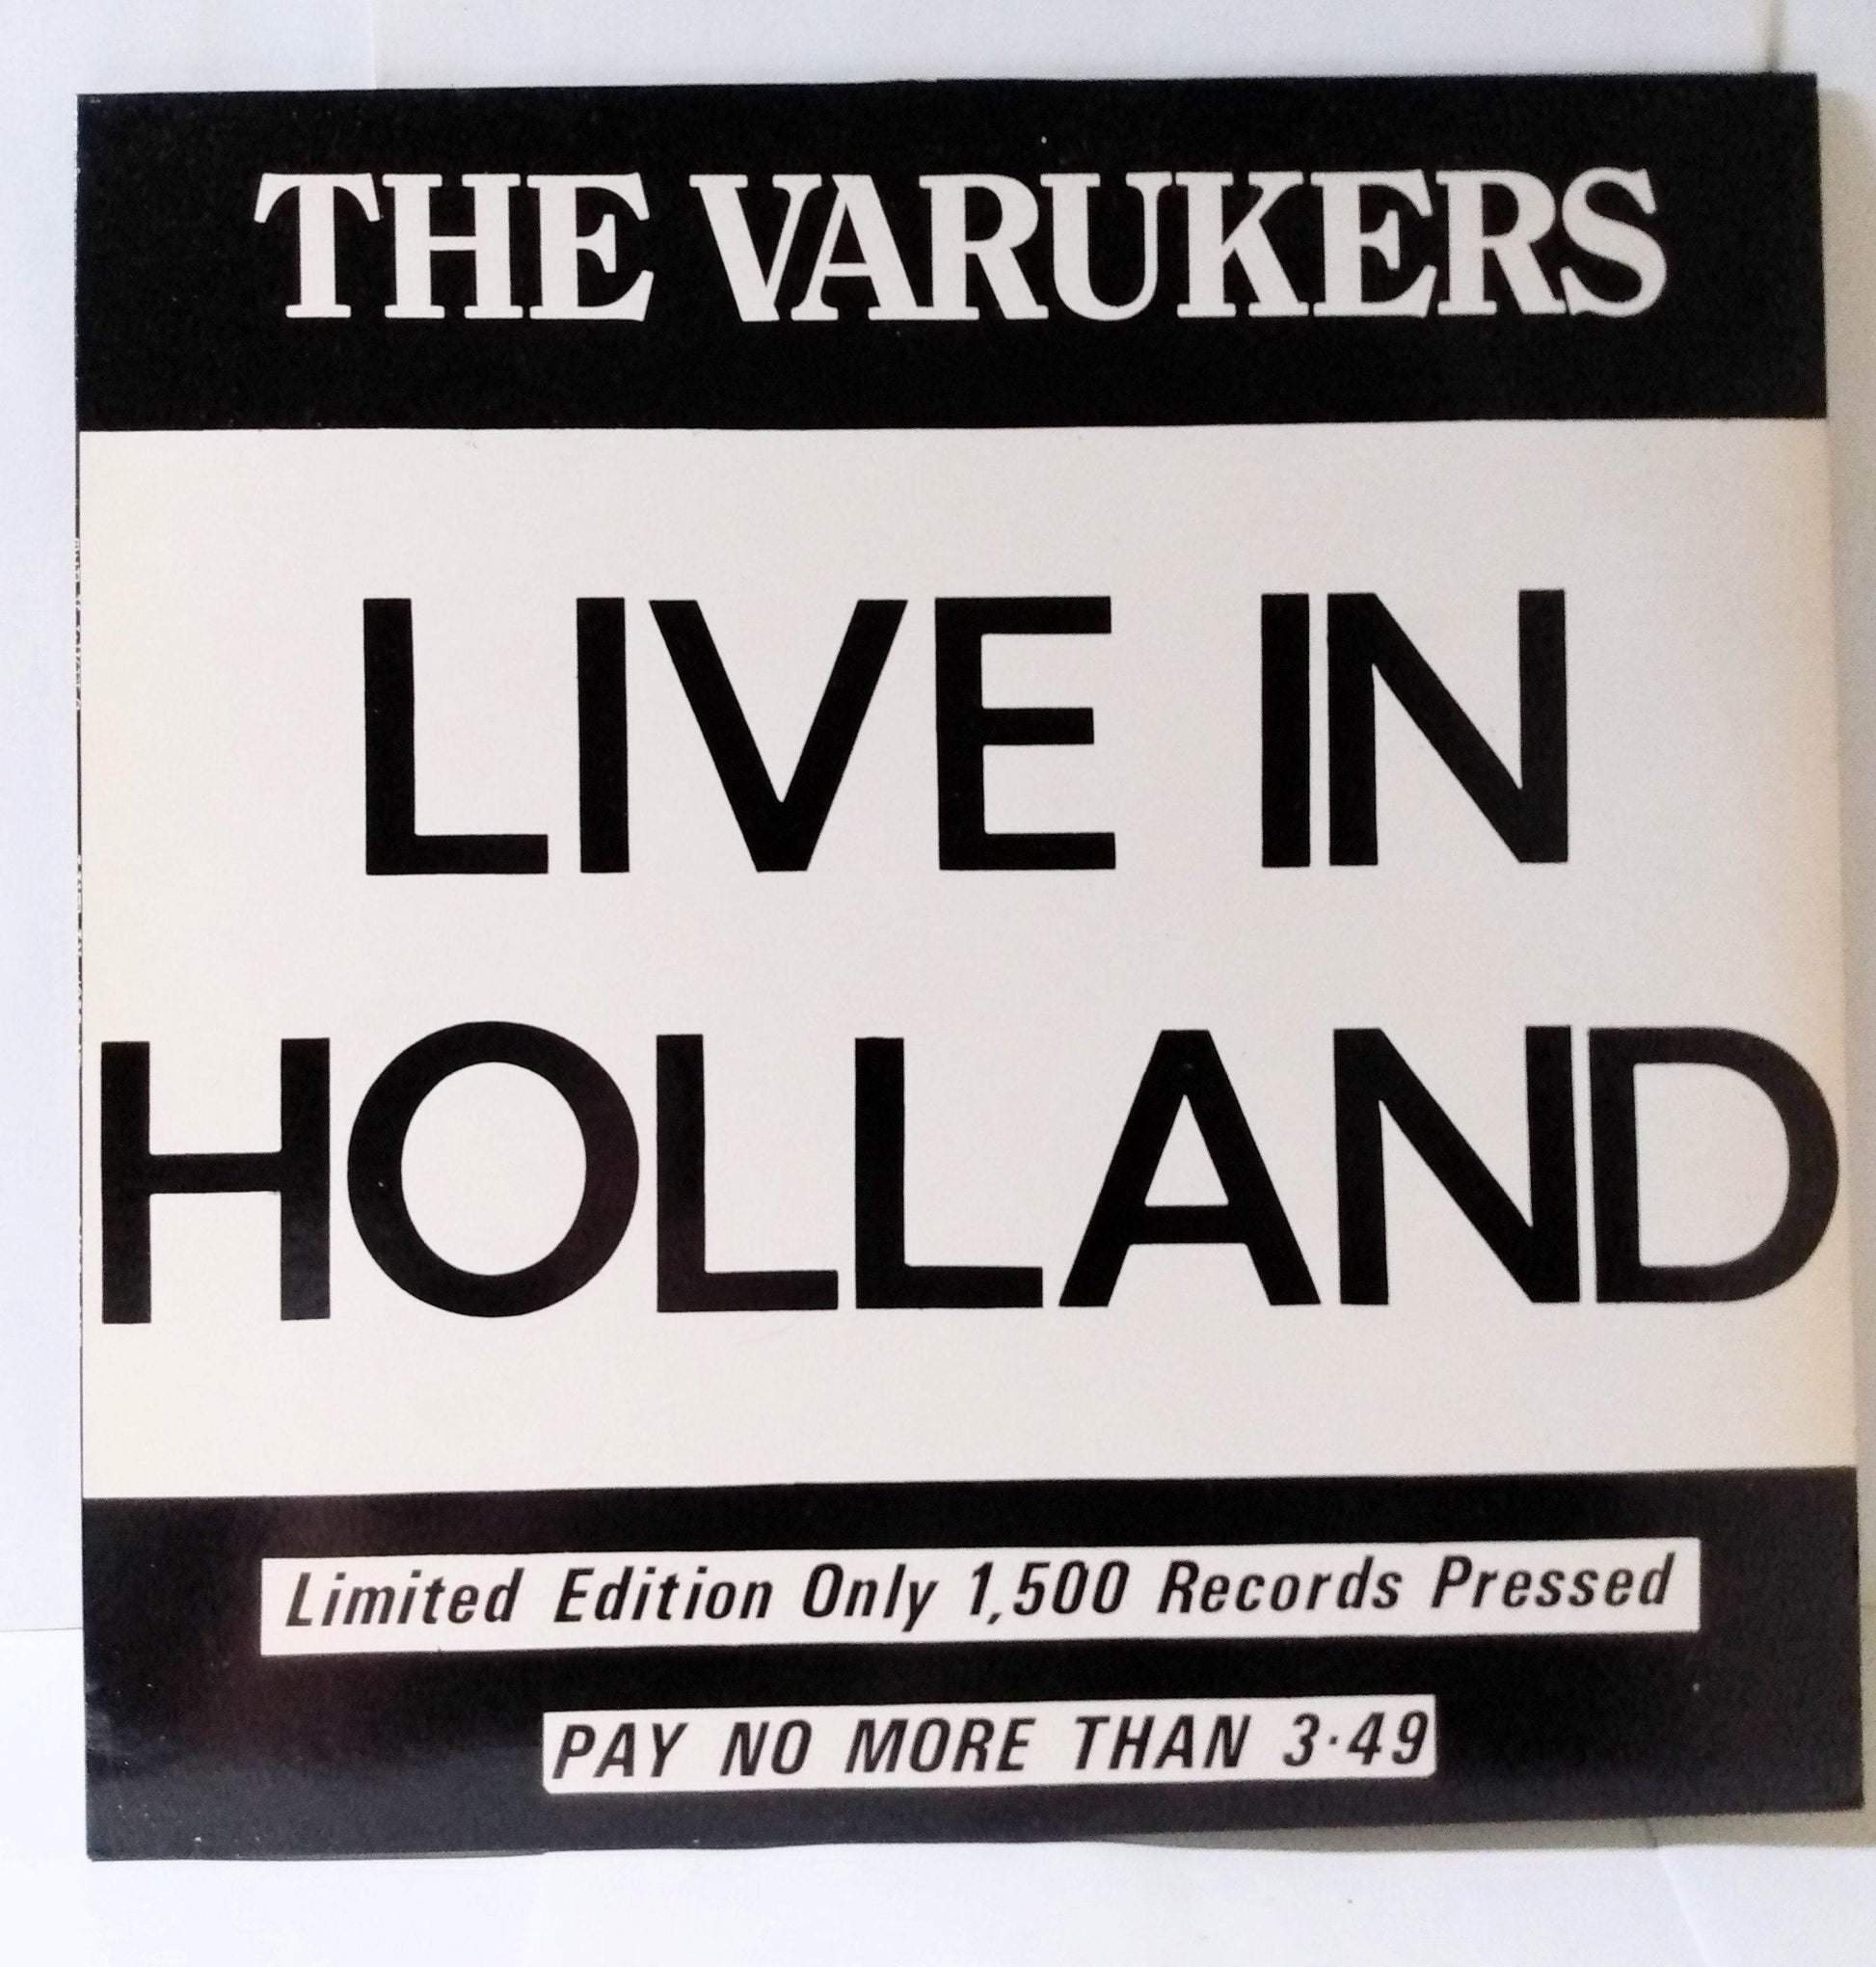 THE VARUKERS
LIVE IN
HOLLAND
Limited Edition Only 1,500 Records Pressed
PAY NO MORE THAN 3·49